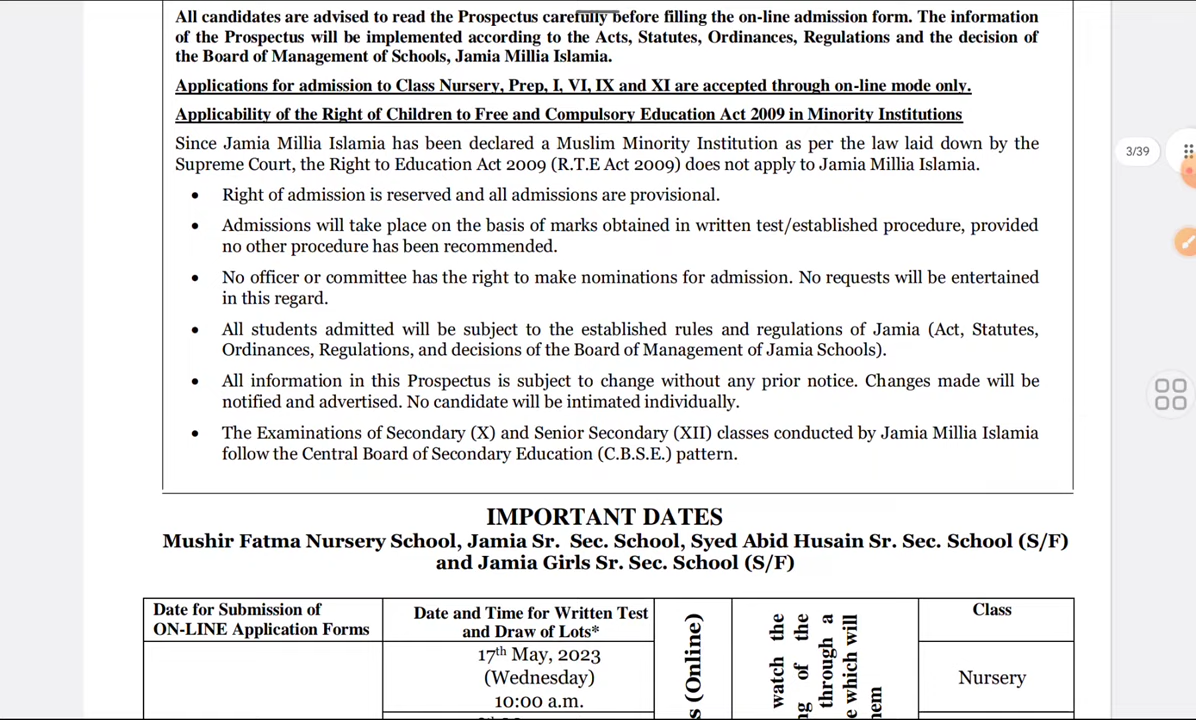 All candidates are advised to read the Prospectus carefully before filling the on-line admission form. The information
of the Prospectus will be implemented according to the Acts, Statutes, Ordinances, Regulations and the decision of
the Board of Management of Schools, Jamia Millia Islamia.
Applications for admission to Class Nursery, Prep, I, VI, IX and XI are accepted through on-line mode only.
Applicability of the Right of Children to Free and Compulsory Education Act 2009 in Minority Institutions
Since Jamia Millia Islamia has been declared a Muslim Minority Institution as per the law laid down by the
Supreme Court, the Right to Education Act 2009 (R.T.E Act 2009) does not apply to Jamia Millia Islamia.
3/39
• Right of admission is reserved and all admissions are provisional.
• Admissions will take place on the basis of marks obtained in written test/established procedure, provided
no other procedure has been recommended.
• No officer or committee has the right to make nominations for admission. No requests will be entertained
in this regard.
• All students admitted will be subject to the established rules and regulations of Jamia (Act, Statutes,
Ordinances, Regulations, and decisions of the Board of Management of Jamia Schools).
• All information in this Prospectus is subject to change without any prior notice. Changes made will be
notified and advertised. No candidate will be intimated individually.
• The Examinations of Secondary (X) and Senior Secondary (XII) classes conducted by Jamia Millia Islamia
follow the Central Board of Secondary Education (C.B.S.E.) pattern.
IMPORTANT DATES
Mushir Fatma Nursery School, Jamia Sr. Sec. School, Syed Abid Husain Sr. Sec. School (S/F)
and Jamia Girls Sr. Sec. School (S/F)
Date for Submission of
ON-LINE Application Forms
Date and Time for Written Test
and Draw of Lots*
17th May, 2023
(Wednesday)
10:00 a.m.
(Online)
watch the
of the
through a
which will
Class
Nursery